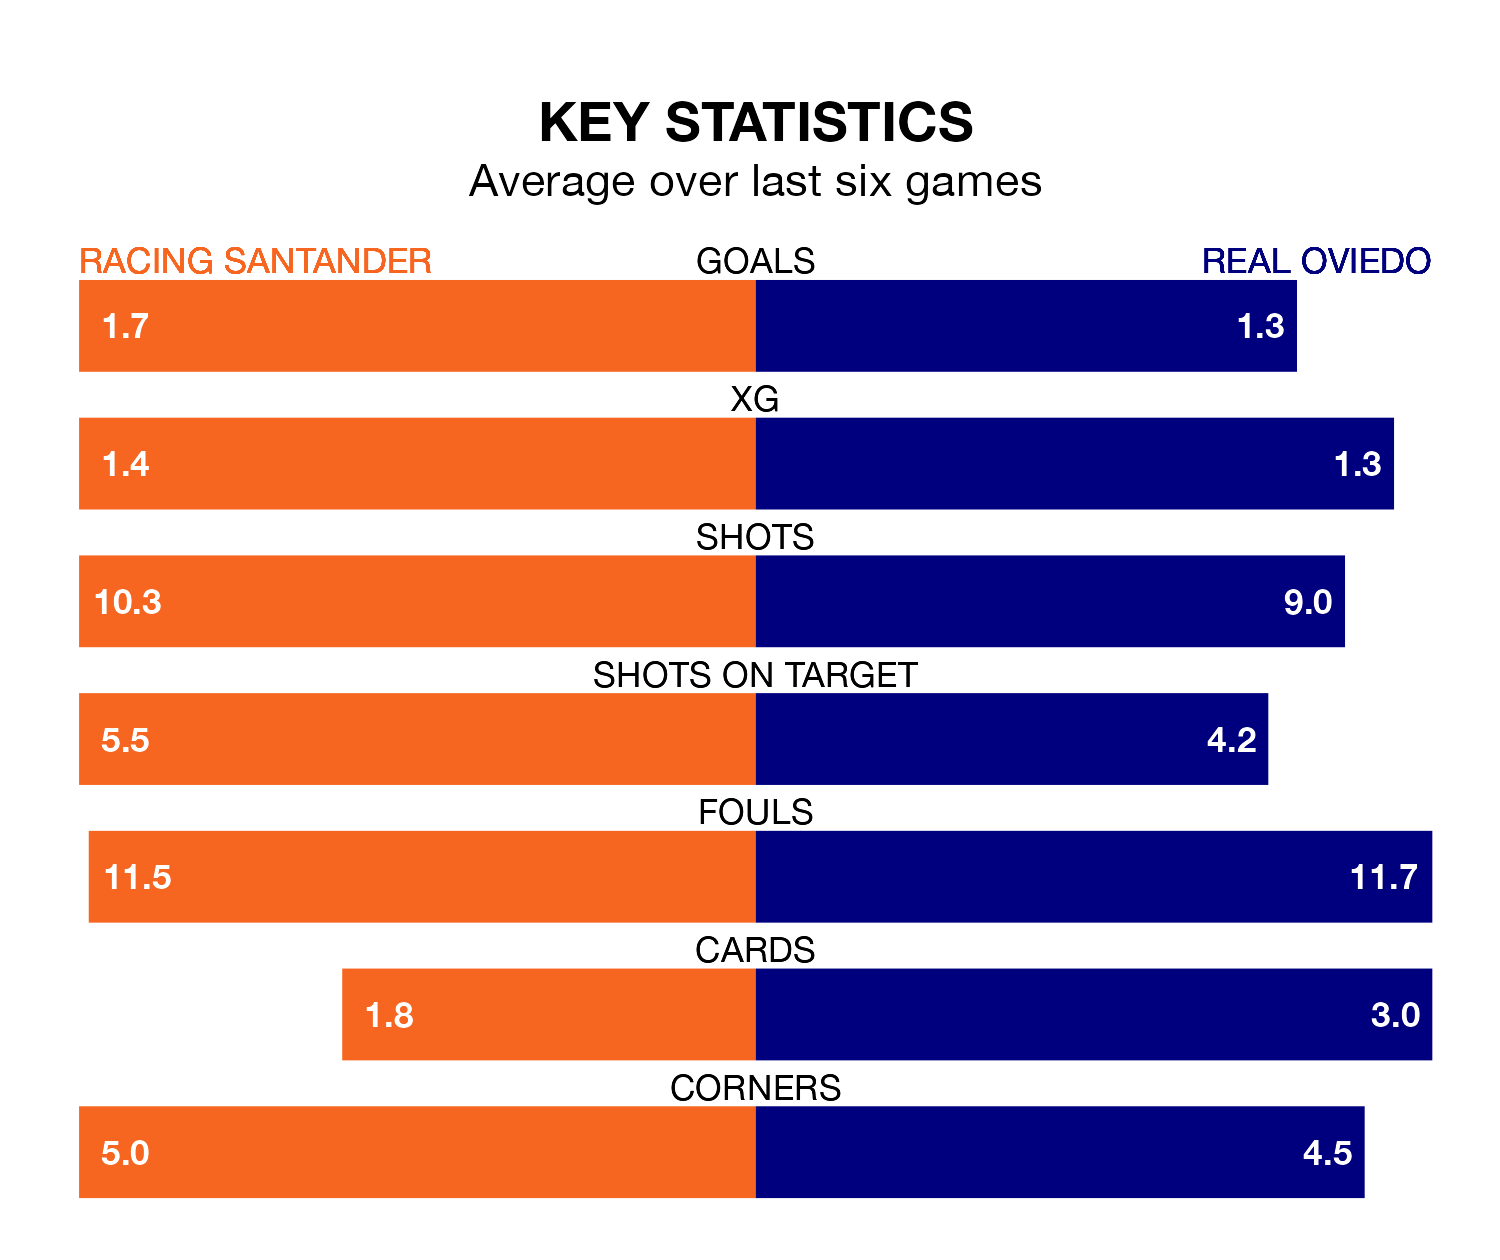 KEY STATISTICS
Average over last six games
RACING SANTANDER GOALS REAL OVIEDO
1.7 1.3
XG
1.4 1.3
SHOTS
10.3 9.0
SHOTS ON TARGET
5.5 4.2
FOULS
11.5 11.7
CARDS
1.8 3.0
CORNERS
5.0 4.5